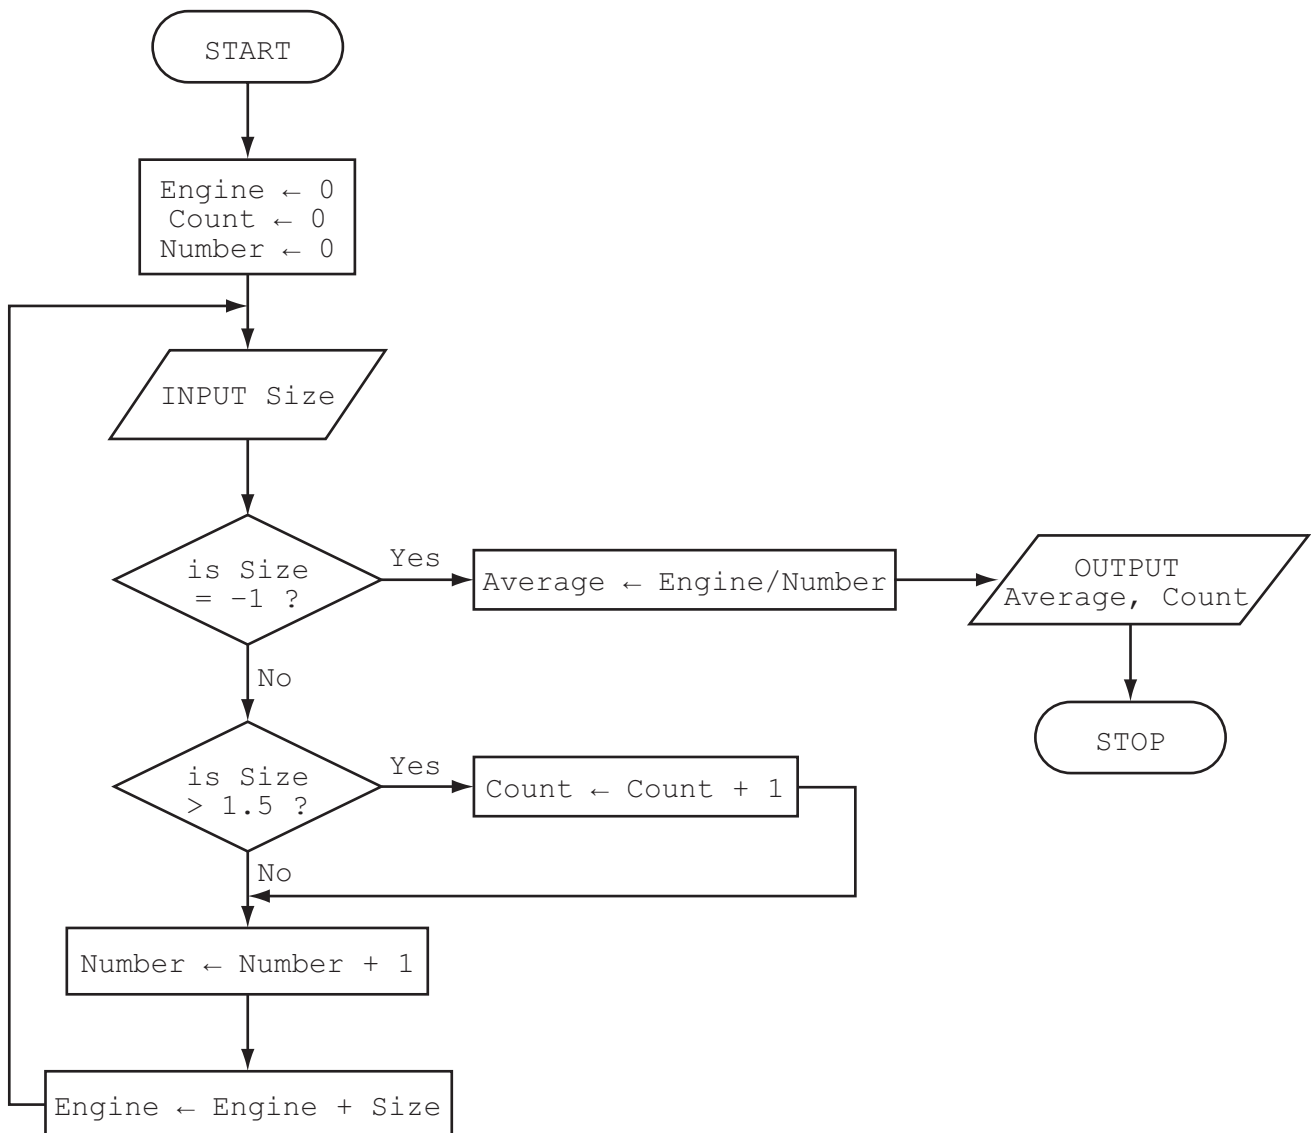 START
Engine ← 0
Count ← 0
Number ← 0
INPUT Size
is Size
= –1 ?
Yes
Average ← Engine/Number
OUTPUT
Average, Count
STOP
No
is Size
> 1.5 ?
Yes
Count ← Count + 1
No
Number ← Number + 1
Engine ← Engine + Size